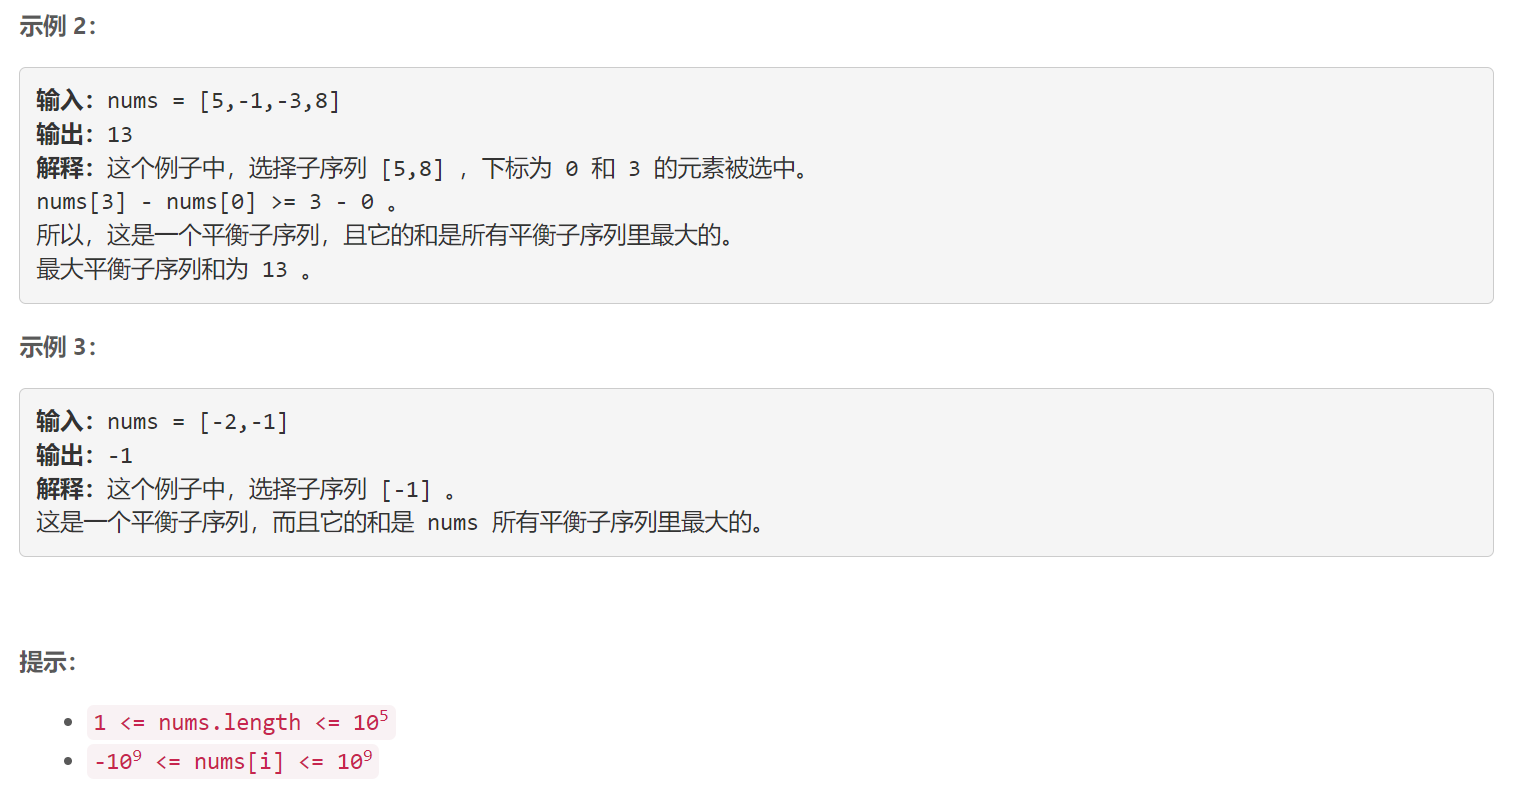 示例 2：
输入：nums = [5,-1,-3,8]
输出：13
解释：这个例子中，选择子序列 [5,8] ，下标为 0 和 3 的元素被选中。
nums[3] - nums[0] >= 3 - 0 。
所以，这是一个平衡子序列，且它的和是所有平衡子序列里最大的。
最大平衡子序列和为 13 。
示例 3：
输入：nums = [-2,-1]
输出：-1
解释：这个例子中，选择子序列 [-1] 。
这是一个平衡子序列，而且它的和是 nums 所有平衡子序列里最大的。
提示：
• 1 <= nums.length <= 10⁵
• -10⁹ <= nums[i] <= 10⁹